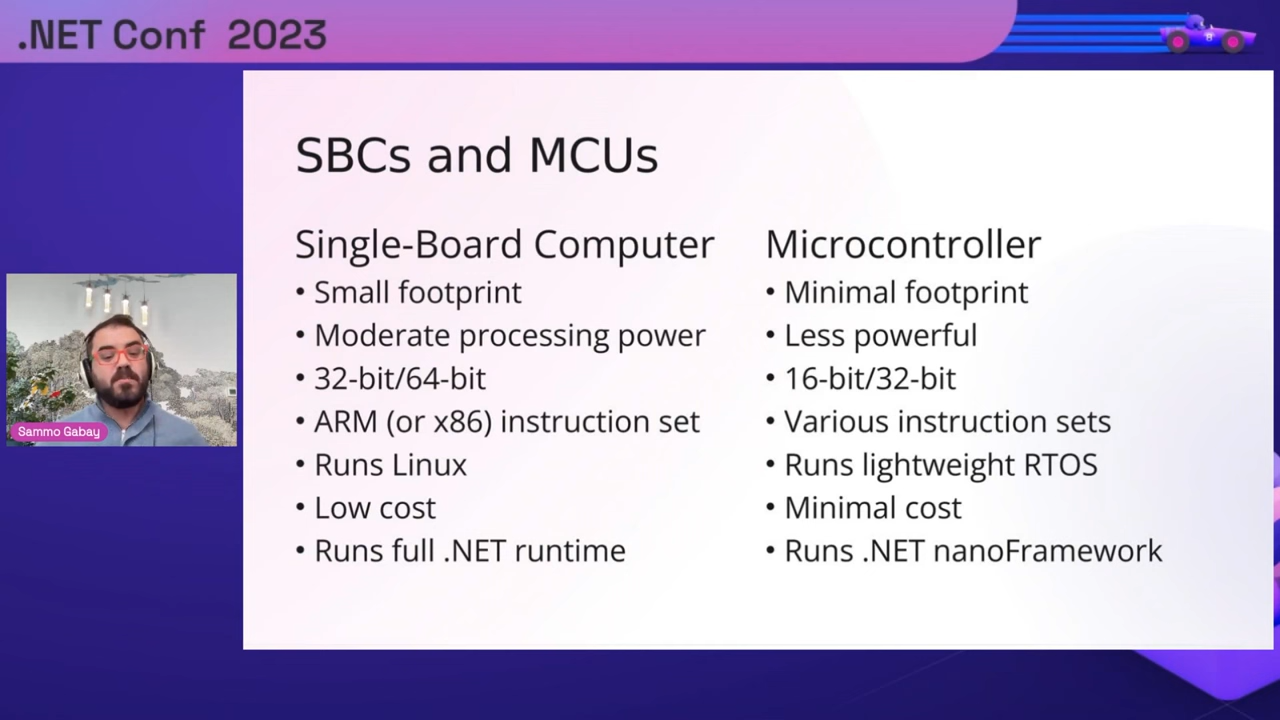 .NET Conf 2023
SBCs and MCUs
Single-Board Computer
• Small footprint
• Moderate processing power
• 32-bit/64-bit
• ARM (or x86) instruction set
• Runs Linux
• Low cost
• Runs full .NET runtime
Microcontroller
• Minimal footprint
• Less powerful
• 16-bit/32-bit
• Various instruction sets
• Runs lightweight RTOS
• Minimal cost
• Runs .NET nanoFramework
Sammo Gabay